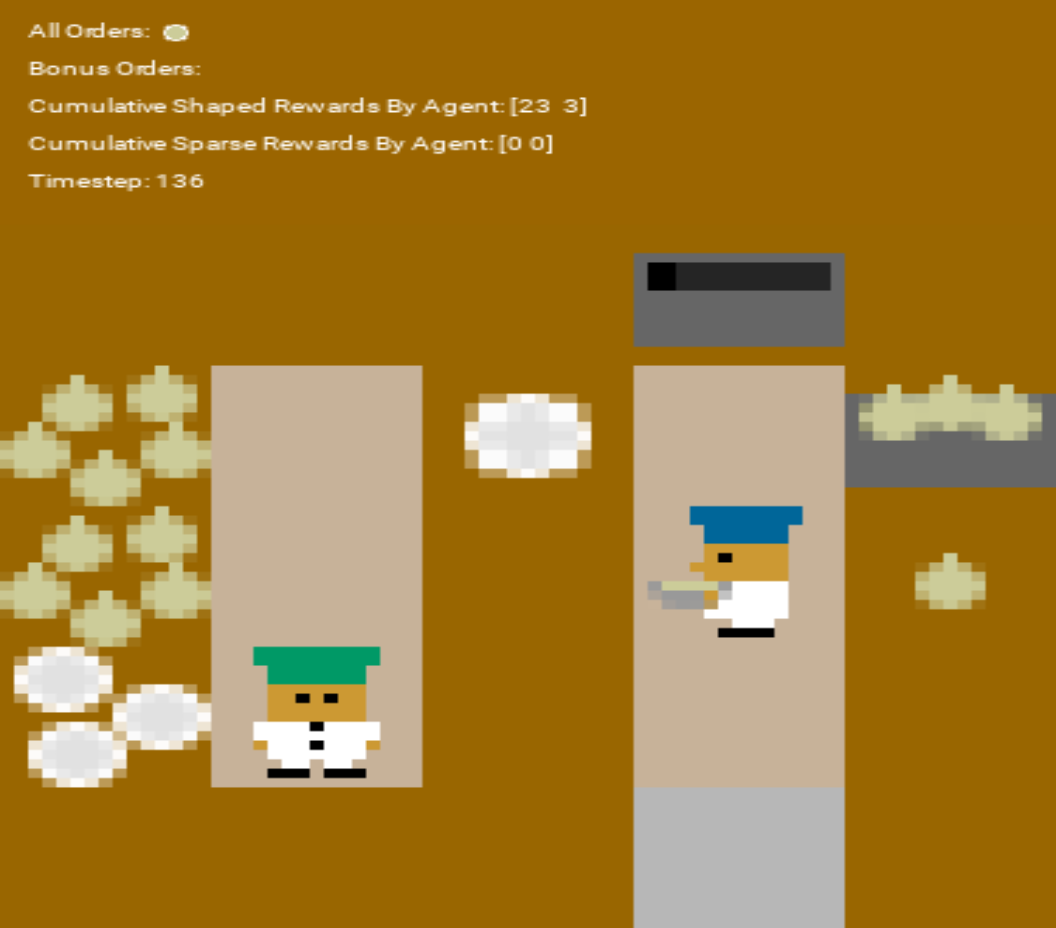 All Orders:
Bonus Orders:
Cumulative Shaped Rewards By Agent: [23 3]
Cumulative Sparse Rewards By Agent: [0 0]
Timestep: 136